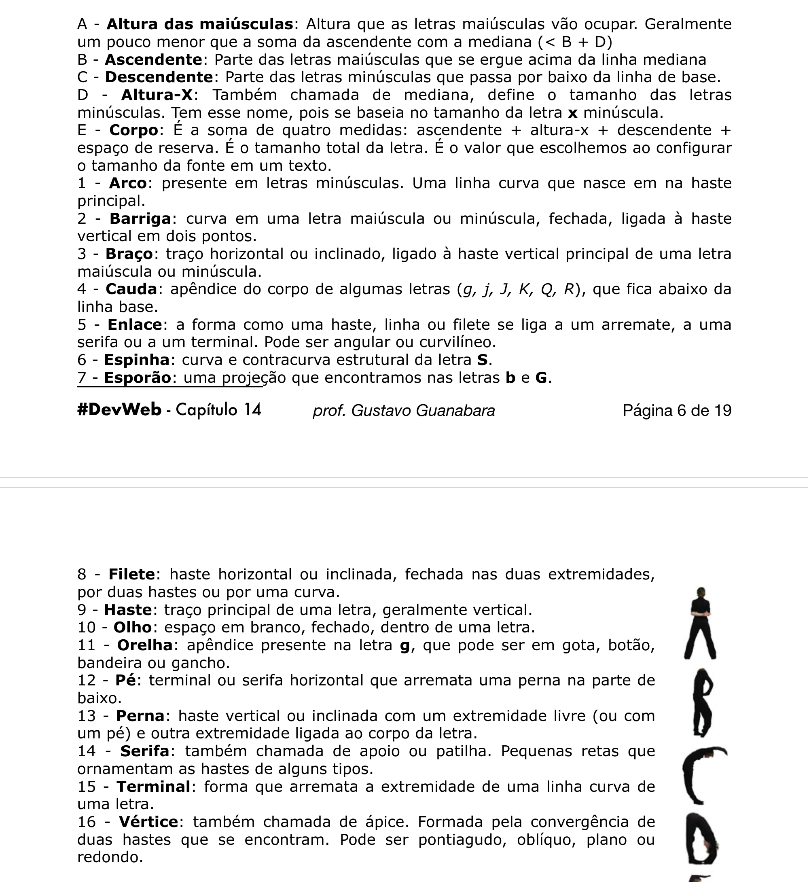 A - Altura das maiúsculas: Altura que as letras maiúsculas vão ocupar. Geralmente
um pouco menor que a soma da ascendente com a mediana (< B + D)
B - Ascendente: Parte das letras maiúsculas que se ergue acima da linha mediana
C - Descendente: Parte das letras minúsculas que passa por baixo da linha de base.
D - Altura-X: Também chamada de mediana, define o tamanho das letras
minúsculas. Tem esse nome, pois se baseia no tamanho da letra x minúscula.
E - Corpo: É a soma de quatro medidas: ascendente + altura-x + descendente +
espaço de reserva. É o tamanho total da letra. É o valor que escolhemos ao configurar
o tamanho da fonte em um texto.
1 - Arco: presente em letras minúsculas. Uma linha curva que nasce em na haste
principal.
2 - Barriga: curva em uma letra maiúscula ou minúscula, fechada, ligada à haste
vertical em dois pontos.
3 - Braço: traço horizontal ou inclinado, ligado à haste vertical principal de uma letra
maiúscula ou minúscula.
4 - Cauda: apêndice do corpo de algumas letras (g, j, J, K, Q, R), que fica abaixo da
linha base.
5 - Enlace: a forma como uma haste, linha ou filete se liga a um arremate, a uma
serifa ou a um terminal. Pode ser angular ou curvilíneo.
6 - Espinha: curva e contracurva estrutural da letra S.
7 - Esporão: uma projeção que encontramos nas letras b e G.
#DevWeb - Capítulo 14 prof. Gustavo Guanabara Página 6 de 19
8 - Filete: haste horizontal ou inclinada, fechada nas duas extremidades,
por duas hastes ou por uma curva.
9 - Haste: traço principal de uma letra, geralmente vertical.
10 - Olho: espaço em branco, fechado, dentro de uma letra.
11 - Orelha: apêndice presente na letra g, que pode ser em gota, botão,
bandeira ou gancho.
12 - Pé: terminal ou serifa horizontal que arremata uma perna na parte de
baixo.
13 - Perna: haste vertical ou inclinada com um extremidade livre (ou com
um pé) e outra extremidade ligada ao corpo da letra.
14 - Serifa: também chamada de apoio ou patilha. Pequenas retas que
ornamentam as hastes de alguns tipos.
15 - Terminal: forma que arremata a extremidade de uma linha curva de
uma letra.
16 - Vértice: também chamada de ápice. Formada pela convergência de
duas hastes que se encontram. Pode ser pontiagudo, oblíquo, plano ou
redondo.